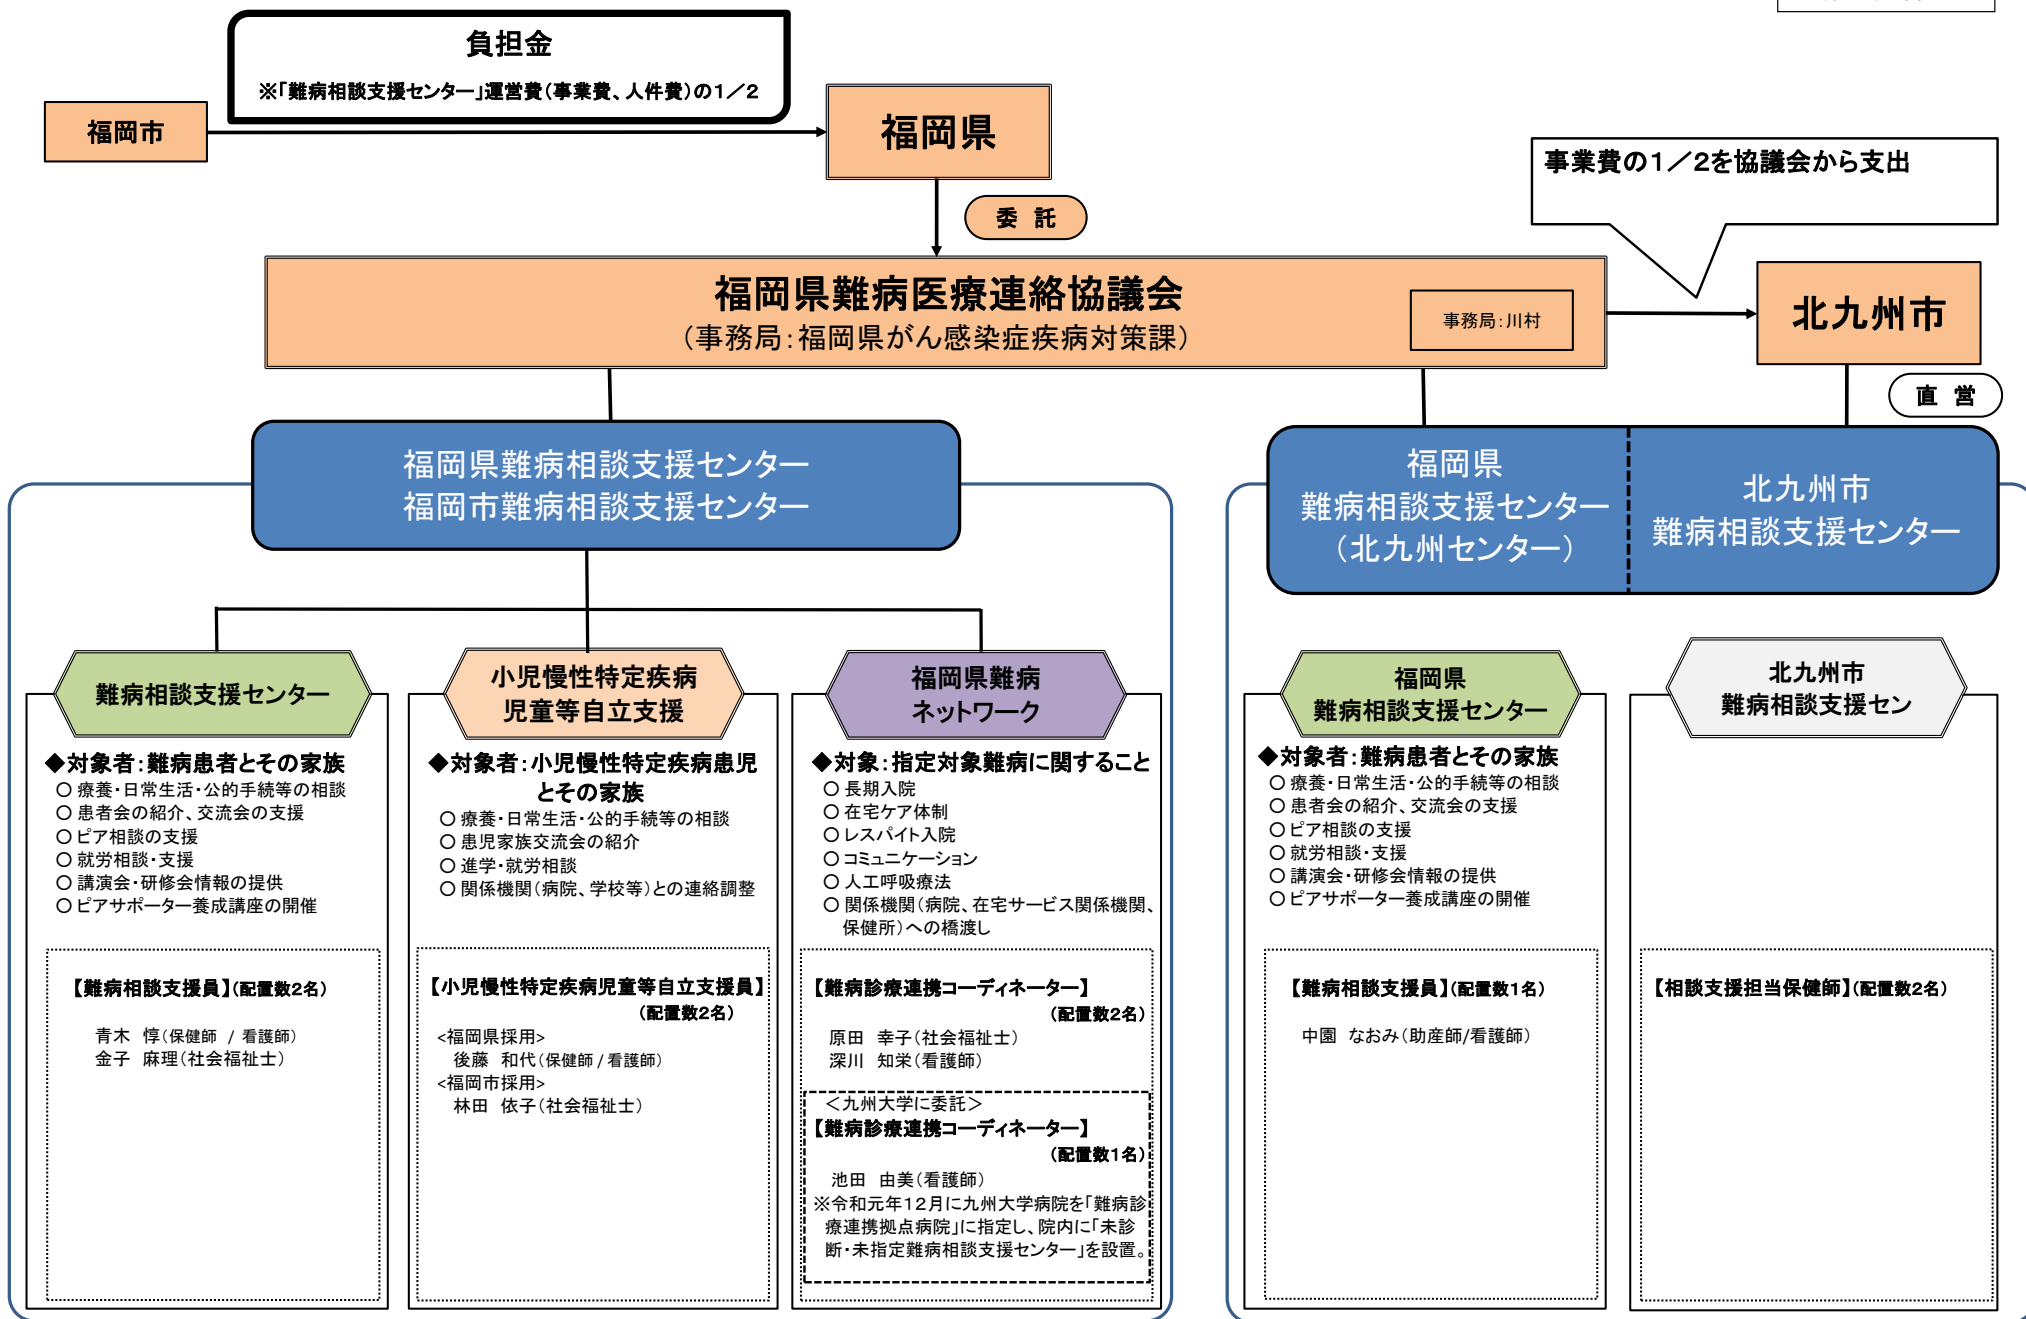 負担金
※「難病相談支援センター」運営費(事業費、人件費)の1／2
福岡市
福岡県
委 託
事業費の1／2を協議会から支出
福岡県難病医療連絡協議会
(事務局:福岡県がん感染症疾病対策課)
事務局:川村
北九州市
直 営
福岡県難病相談支援センター
福岡市難病相談支援センター
福岡県
難病相談支援センター
(北九州センター)
北九州市
難病相談支援センター
難病相談支援センター
◆対象者:難病患者とその家族
○ 療養・日常生活・公的手続等の相談
○ 患者会の紹介、交流会の支援
○ ピア相談の支援
○ 就労相談・支援
○ 講演会・研修会情報の提供
○ ピアサポーター養成講座の開催
【難病相談支援員】(配置数2名)
青木 惇(保健師 / 看護師)
金子 麻理(社会福祉士)
小児慢性特定疾病
児童等自立支援
◆対象者:小児慢性特定疾病患児
とその家族
○ 療養・日常生活・公的手続等の相談
○ 患児家族交流会の紹介
○ 進学・就労相談
○ 関係機関(病院、学校等)との連絡調整
【小児慢性特定疾病児童等自立支援員】
(配置数2名)
<福岡県採用>
後藤 和代(保健師 / 看護師)
<福岡市採用>
林田 依子(社会福祉士)
福岡県難病
ネットワーク
◆対象:指定対象難病に関すること
○ 長期入院
○ 在宅ケア体制
○ レスパイト入院
○ コミュニケーション
○ 人工呼吸療法
○ 関係機関(病院、在宅サービス関係機関、
保健所)への橋渡し
【難病診療連携コーディネーター】
(配置数2名)
原田 幸子(社会福祉士)
深川 知栄(看護師)
＜九州大学に委託＞
【難病診療連携コーディネーター】
(配置数1名)
池田 由美(看護師)
※令和元年12月に九州大学病院を「難病診
療連携拠点病院」に指定し、院内に「未診
断・未指定難病相談支援センター」を設置。
福岡県
難病相談支援センター
◆対象者:難病患者とその家族
○ 療養・日常生活・公的手続等の相談
○ 患者会の紹介、交流会の支援
○ ピア相談の支援
○ 就労相談・支援
○ 講演会・研修会情報の提供
○ ピアサポーター養成講座の開催
【難病相談支援員】(配置数1名)
中園 なおみ(助産師/看護師)
北九州市
難病相談支援セン
【相談支援担当保健師】(配置数2名)